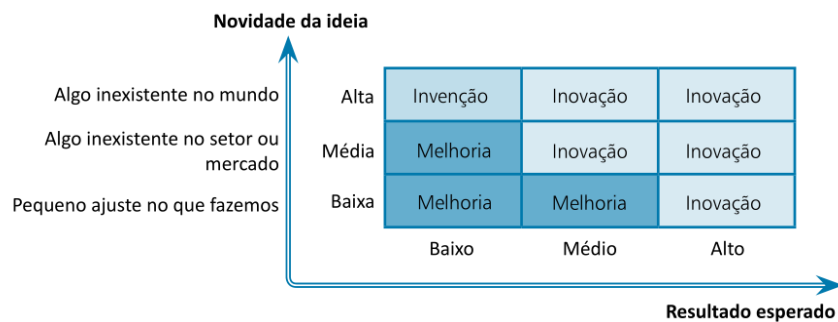 Novidade da ideia
Algo inexistente no mundo
Alta
Invenção
Inovação
Inovação
Algo inexistente no setor ou
mercado
Média
Melhoria
Inovação
Inovação
Pequeno ajuste no que fazemos
Baixa
Melhoria
Melhoria
Inovação
Baixo
Médio
Alto
Resultado esperado